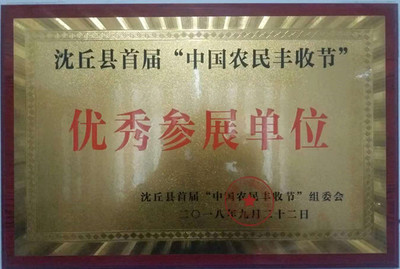 沈丘县首届“中国农民丰收节”
优秀参展单位
沈丘县首届“中国农民丰收节”组委会
二〇一八年九月二十二日